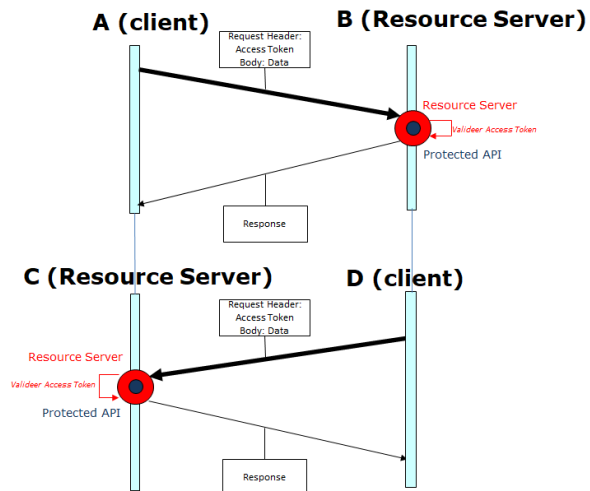 A (client)
B (Resource Server)
Request Header:
Access Token
Body: Data
Resource Server
Valideer Access Token
Protected API
Response
C (Resource Server)
D (client)
Request Header:
Access Token
Body: Data
Resource Server
Valideer Access Token
Protected API
Response